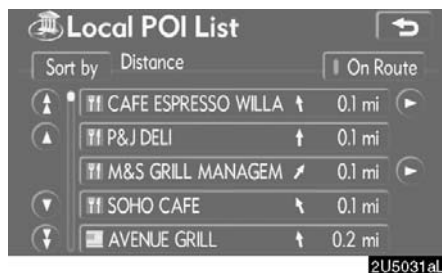 Local POI List
Sort by Distance On Route
CAFE ESPRESSO WILLA 0.1 mi
P&J DELI 0.1 mi
M&S GRILL MANAGEM 0.1 mi
SOHO CAFE 0.1 mi
AVENUE GRILL 0.2 mi
2U5031aL